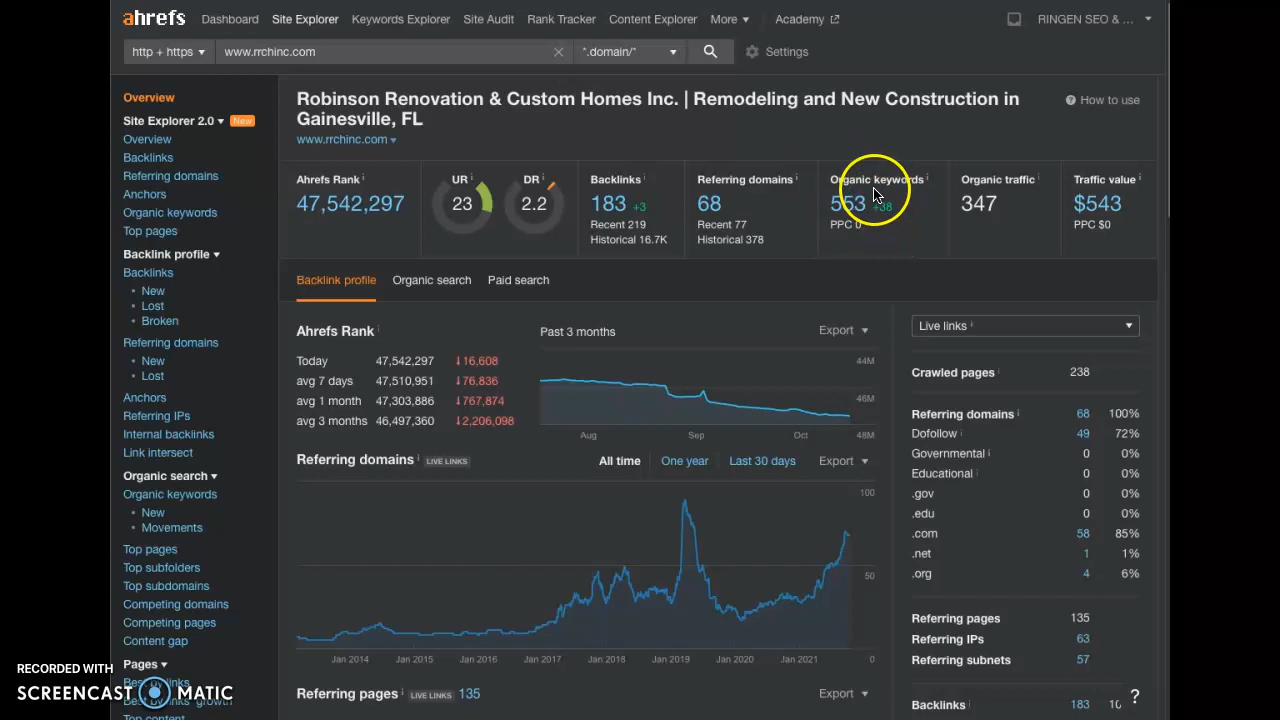 ahrefs Dashboard Site Explorer Keywords Explorer Site Audit Rank Tracker Content Explorer More Academy RINGEN SEO & ...
http + https www.rrchinc.com *.domain/* Settings
Overview
Site Explorer 2.0 New
Overview
Backlinks
Referring domains
Anchors
Organic keywords
Top pages
Backlink profile
Backlinks
• New
• Lost
• Broken
Referring domains
• New
• Lost
Anchors
Referring IPs
Internal backlinks
Link intersect
Organic search
Organic keywords
• New
• Movements
Top pages
Top subfolders
Top subdomains
Competing domains
Competing pages
Content gap
Pages
Best by links
Best by links' growth
Top content
Robinson Renovation & Custom Homes Inc. | Remodeling and New Construction in
Gainesville, FL
How to use
www.rrchinc.com
Ahrefs Rank
47,542,297
UR
23
DR
2.2
Backlinks
183 +3
Recent 219
Historical 16.7K
Referring domains
68
Recent 77
Historical 378
Organic keywords
553 +38
PPC 0
Organic traffic
347
Traffic value
$543
PPC $0
Backlink profile Organic search Paid search
Ahrefs Rank
Today 47,542,297 ↓16,608
avg 7 days 47,510,951 ↓76,836
avg 1 month 47,303,886 ↓767,874
avg 3 months 46,497,360 ↓2,206,098
Past 3 months Export
44M
46M
48M
Aug Sep Oct
Referring domains LIVE LINKS All time One year Last 30 days Export
100
50
0
Jan 2014 Jan 2015 Jan 2016 Jan 2017 Jan 2018 Jan 2019 Jan 2020 Jan 2021
Referring pages LIVE LINKS 135 Export
Live links
Crawled pages 238
Referring domains 68 100%
Dofollow 49 72%
Governmental 0 0%
Educational 0 0%
.gov 0 0%
.edu 0 0%
.com 58 85%
.net 1 1%
.org 4 6%
Referring pages 135
Referring IPs 63
Referring subnets 57
Backlinks 183
?
RECORDED WITH
SCREENCAST MATIC